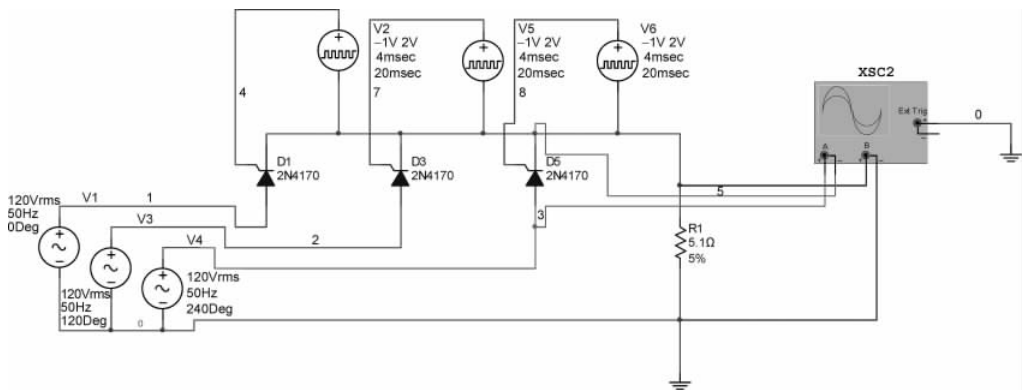 V2
–1V 2V
4msec
20msec
V5
–1V 2V
4msec
20msec
V6
–1V 2V
4msec
20msec
XSC2
4
7
8
Ext Trig
0
A
B
D1
2N4170
D3
2N4170
D5
2N4170
120Vrms
50Hz
0Deg
V1
1
V3
2
V4
3
5
R1
5.1Ω
5%
120Vrms
50Hz
120Deg
120Vrms
50Hz
240Deg
0